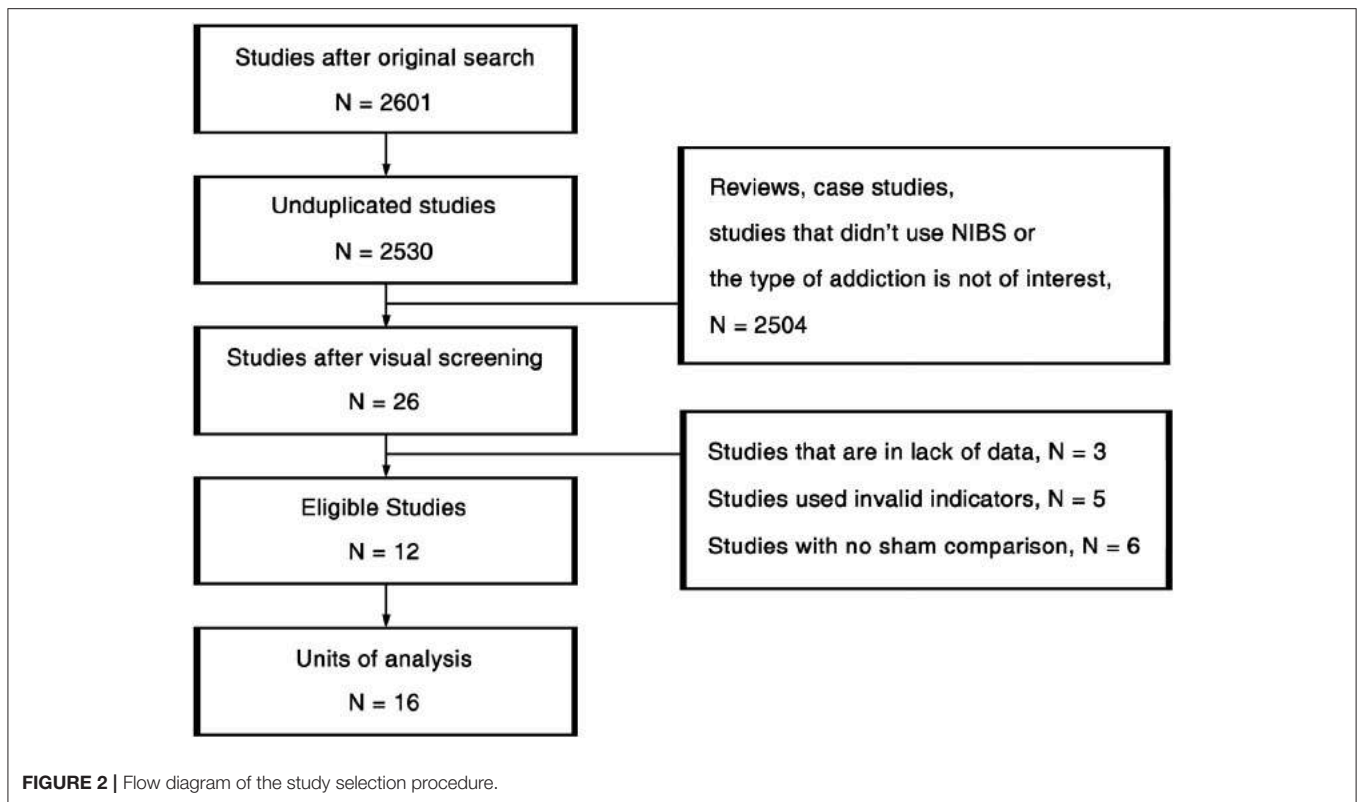 Studies after original search
N = 2601
Unduplicated studies
N = 2530
Reviews, case studies,
studies that didn't use NIBS or
the type of addiction is not of interest,
N = 2504
Studies after visual screening
N = 26
Studies that are in lack of data, N = 3
Studies used invalid indicators, N = 5
Studies with no sham comparison, N = 6
Eligible Studies
N = 12
Units of analysis
N = 16
FIGURE 2 | Flow diagram of the study selection procedure.